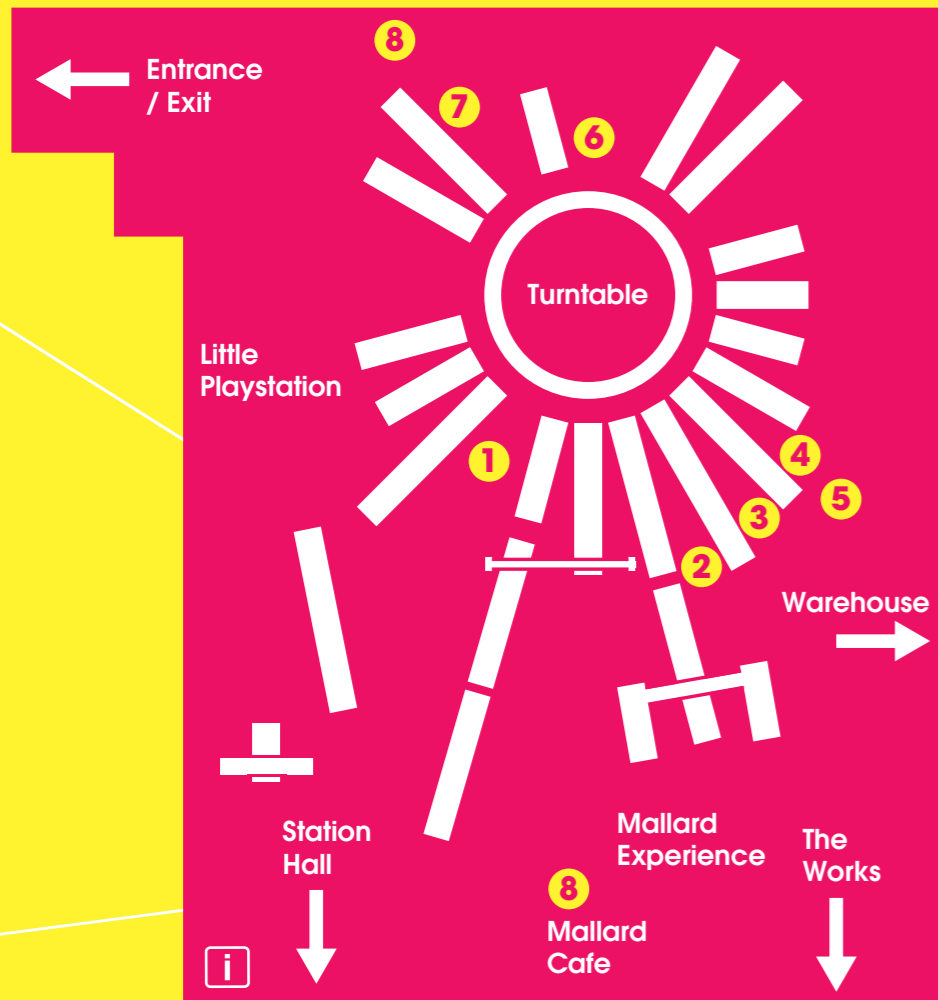 8
Entrance
/ Exit
7
6
Turntable
Little
Playstation
1
4
5
3
2
Warehouse
Mallard
Experience
Station
Hall
The
Works
8
Mallard
Cafe
i